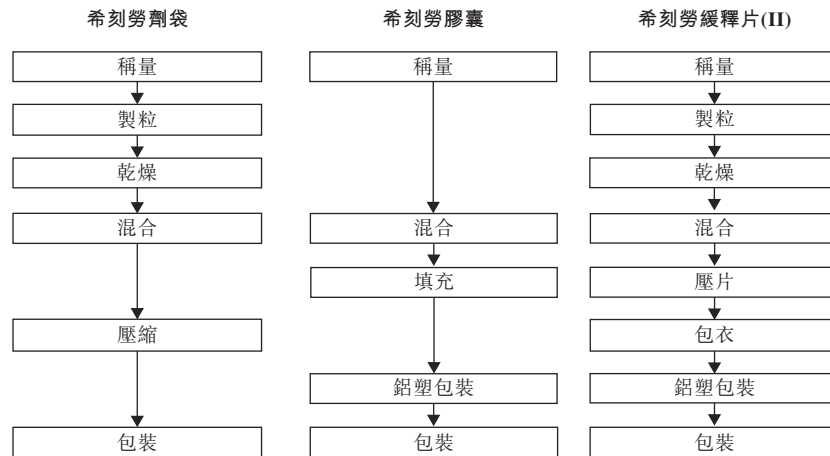 希刻勞劑袋
稱量
製粒
乾燥
混合
壓縮
包裝
希刻勞膠囊
稱量
混合
填充
鋁塑包裝
包裝
希刻勞緩釋片(II)
稱量
製粒
乾燥
混合
壓片
包衣
鋁塑包裝
包裝